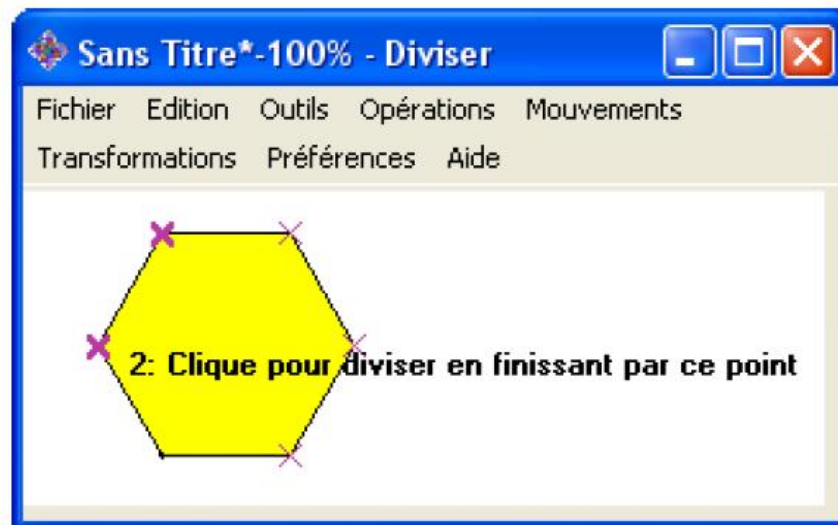 Sans Titre*-100% - Diviser
Fichier Edition Outils Opérations Mouvements
Transformations Préférences Aide
2: Clique pour diviser en finissant par ce point